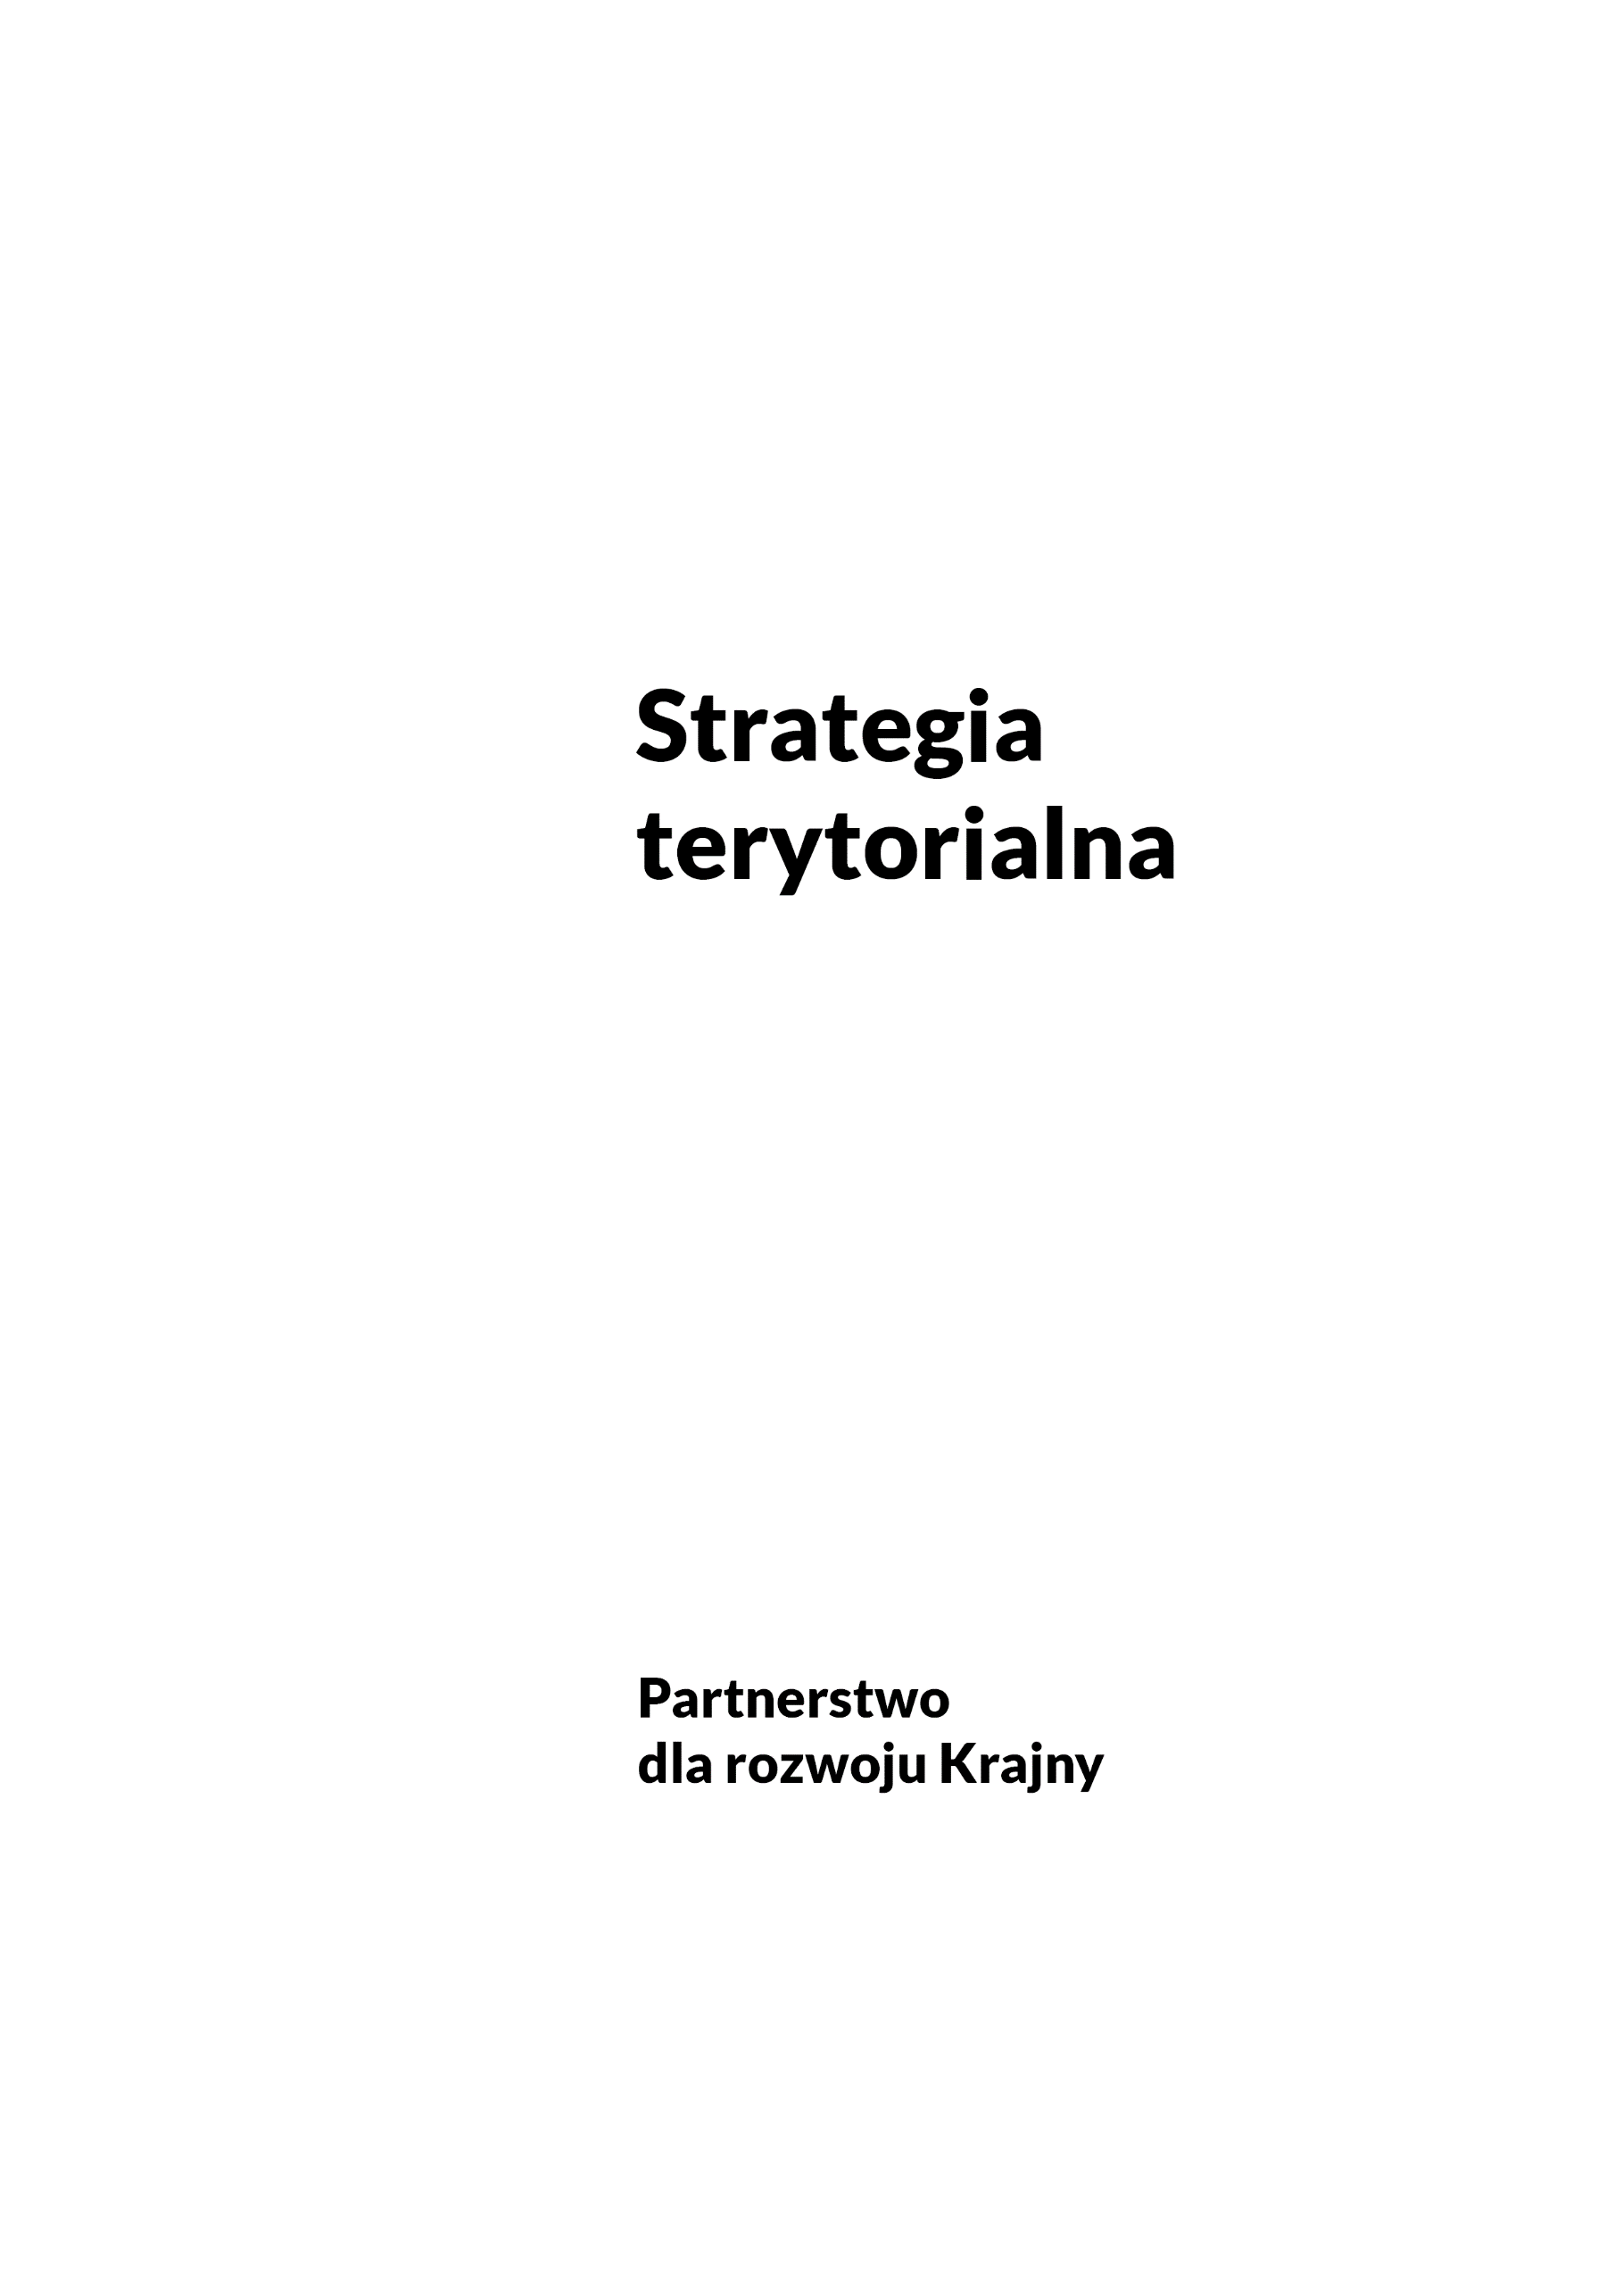 Strategia
terytorialna
Partnerstwo
dla rozwoju Krajny